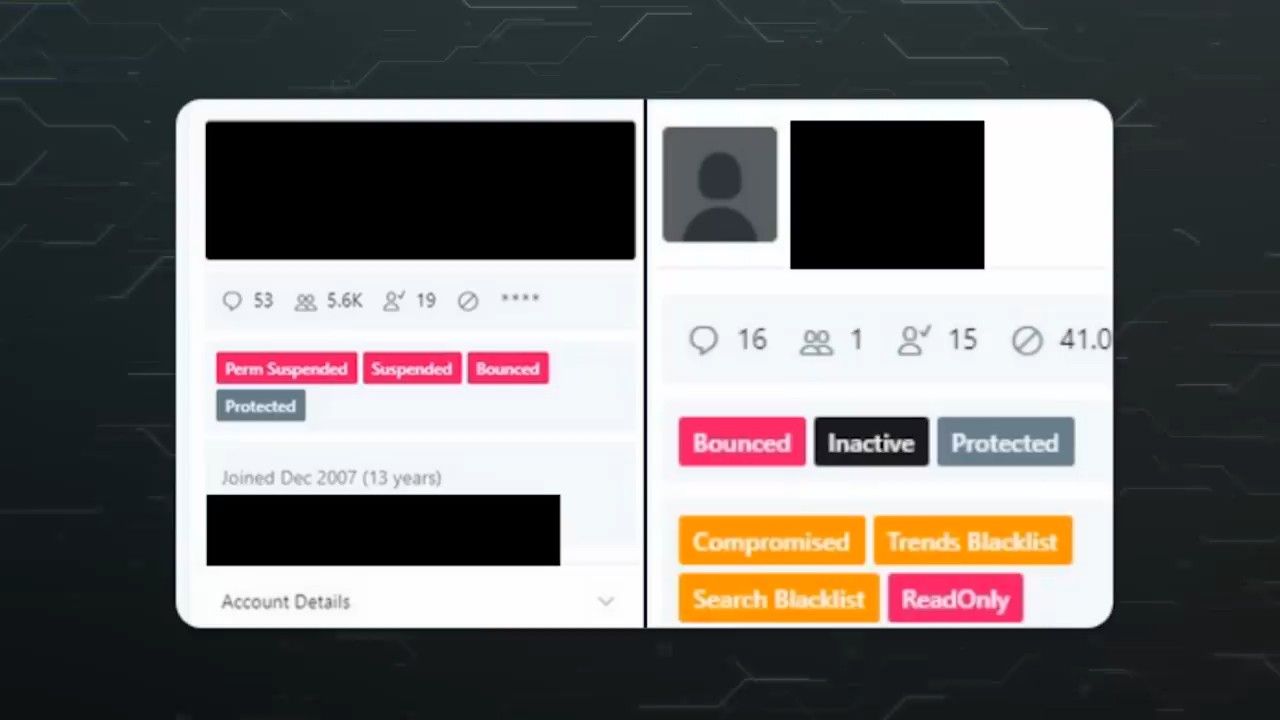 53 5.6K 19 ****
Perm Suspended Suspended Bounced
Protected
Joined Dec 2007 (13 years)
Account Details
16 1 15 41.0
Bounced Inactive Protected
Compromised Trends Blacklist
Search Blacklist ReadOnly